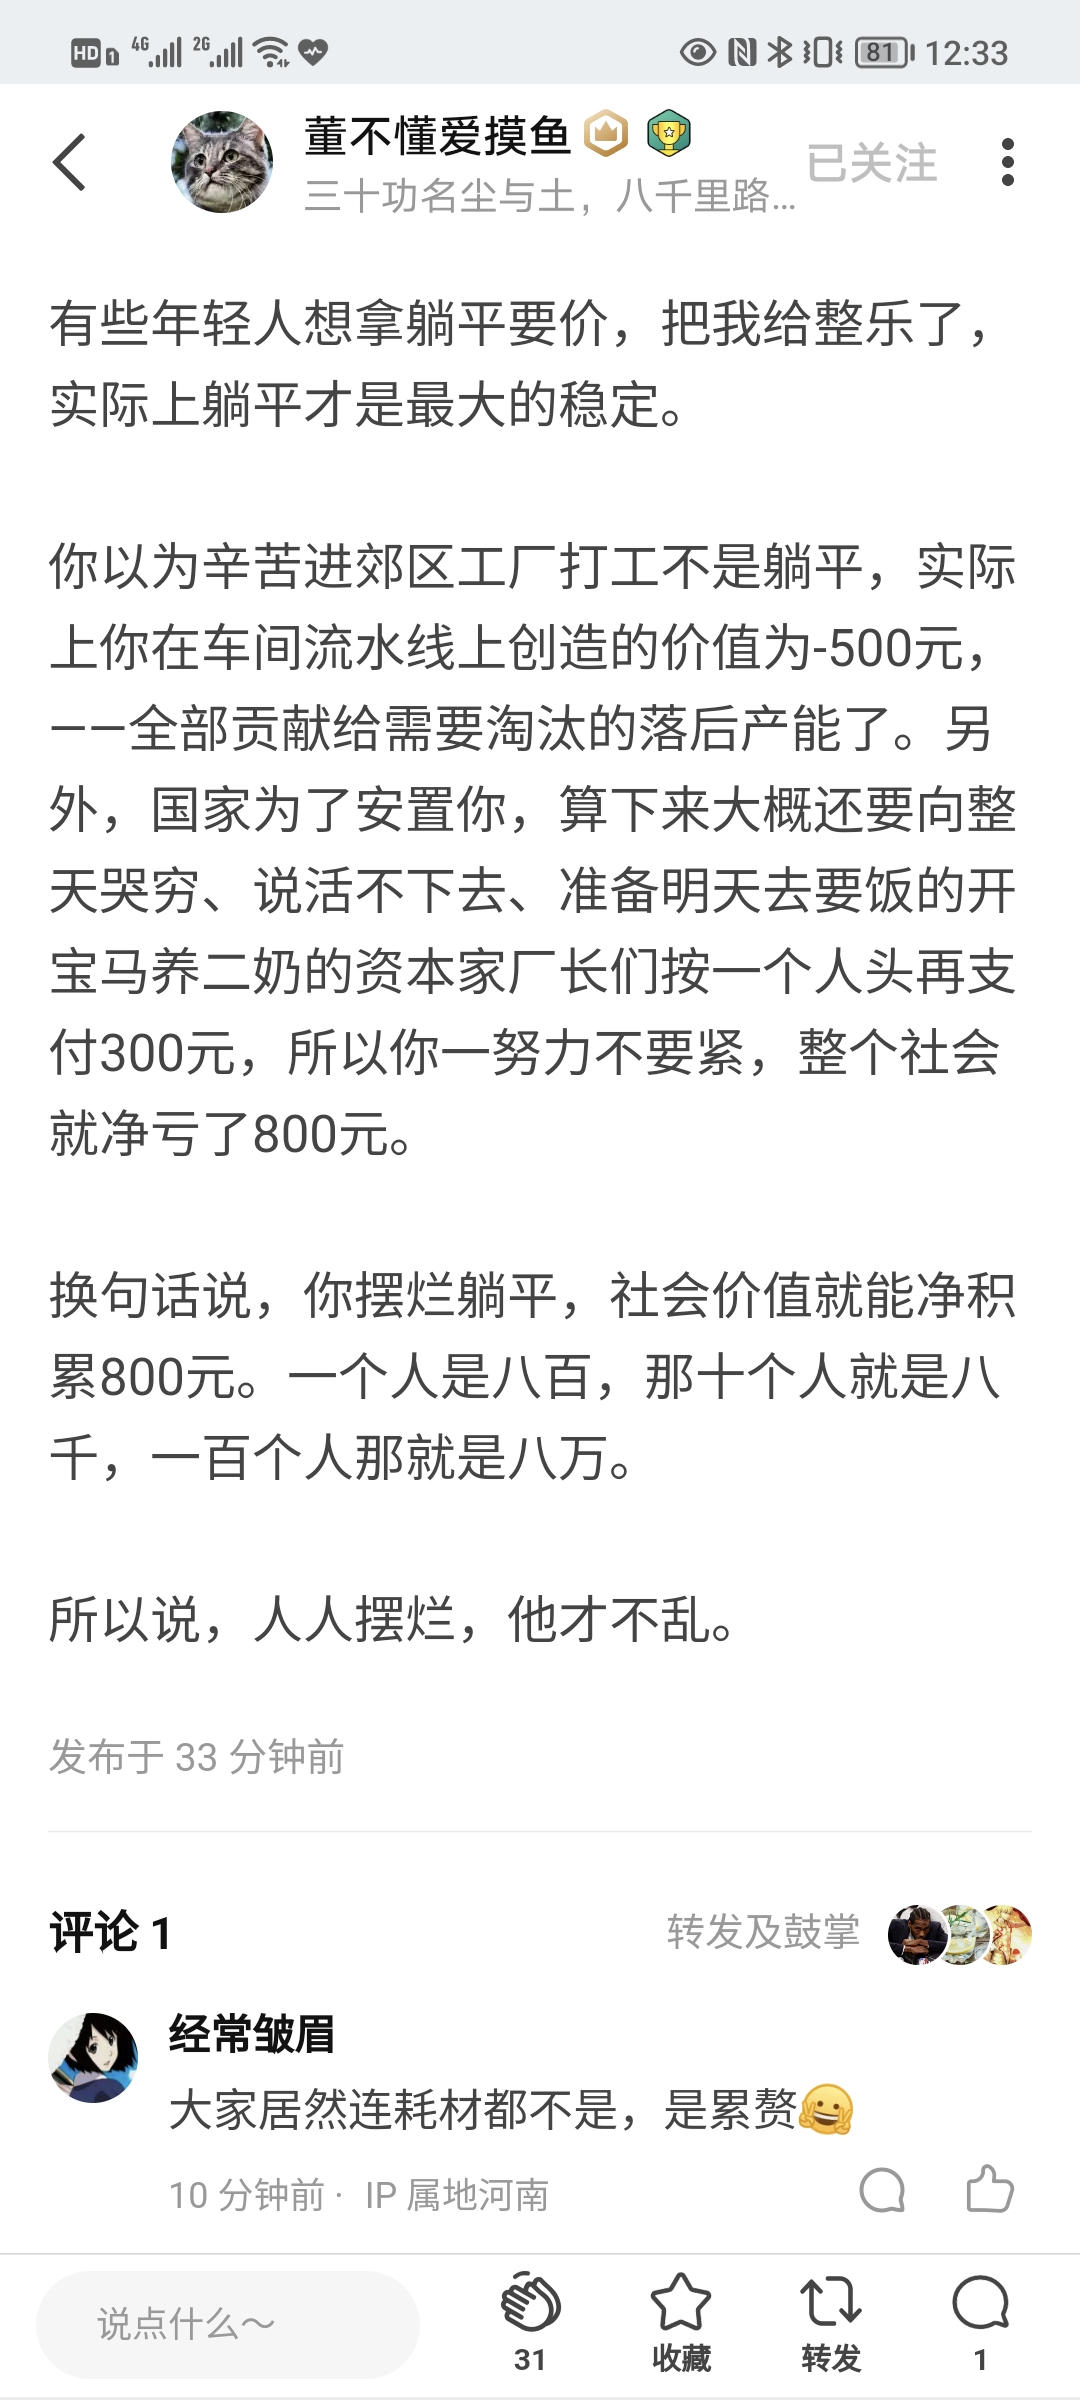 HD 1 4G 2G 81 12:33
董不懂爱摸鱼
三十功名尘与土，八千里路...
已关注
有些年轻人想拿躺平要价，把我给整乐了，
实际上躺平才是最大的稳定。
你以为辛苦进郊区工厂打工不是躺平，实际
上你在车间流水线上创造的价值为-500元，
——全部贡献给需要淘汰的落后产能了。另
外，国家为了安置你，算下来大概还要向整
天哭穷、说活不下去、准备明天去要饭的开
宝马养二奶的资本家厂长们按一个人头再支
付300元，所以你一努力不要紧，整个社会
就净亏了800元。
换句话说，你摆烂躺平，社会价值就能净积
累800元。一个人是八百，那十个人就是八
千，一百个人那就是八万。
所以说，人人摆烂，他才不乱。
发布于 33 分钟前
评论 1
转发及鼓掌
经常皱眉
大家居然连耗材都不是，是累赘
10 分钟前 · IP 属地河南
说点什么～
31
收藏
转发
1